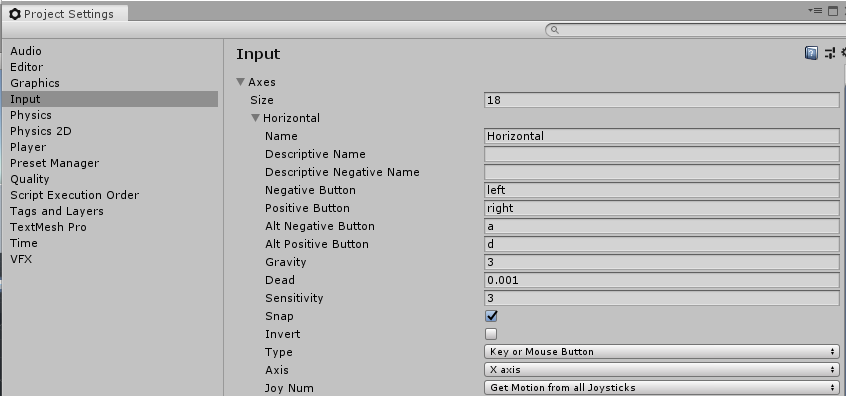 Project Settings
Audio
Editor
Graphics
Input
Physics
Physics 2D
Player
Preset Manager
Quality
Script Execution Order
Tags and Layers
TextMesh Pro
Time
VFX
Input
Axes
Size 18
Horizontal
Name Horizontal
Descriptive Name
Descriptive Negative Name
Negative Button left
Positive Button right
Alt Negative Button a
Alt Positive Button d
Gravity 3
Dead 0.001
Sensitivity 3
Snap
Invert
Type Key or Mouse Button
Axis X axis
Joy Num Get Motion from all Joysticks